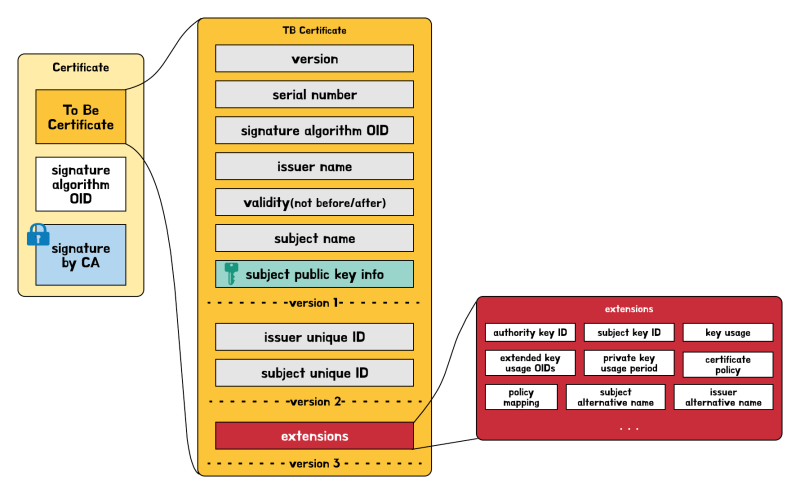 Certificate
To Be
Certificate
signature
algorithm
OID
signature
by CA
TB Certificate
version
serial number
signature algorithm OID
issuer name
validity(not before/after)
subject name
subject public key info
version 1
issuer unique ID
subject unique ID
version 2
extensions
version 3
extensions
authority key ID
subject key ID
key usage
extended key
usage OIDs
private key
usage period
certificate
policy
policy
mapping
subject
alternative name
issuer
alternative name
...